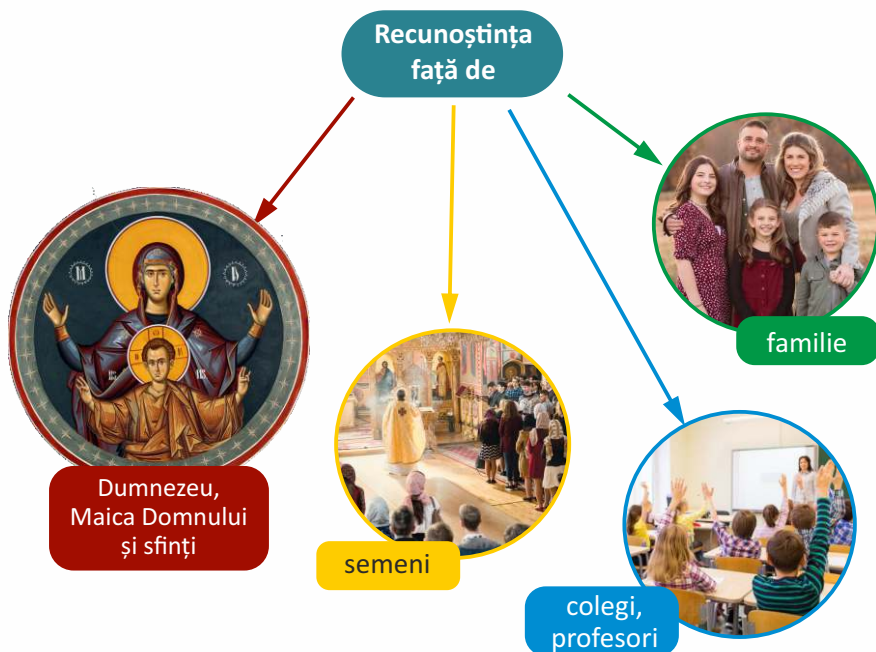 Recunoștința
față de
familie
Dumnezeu,
Maica Domnului
și sfinți
semeni
colegi,
profesori